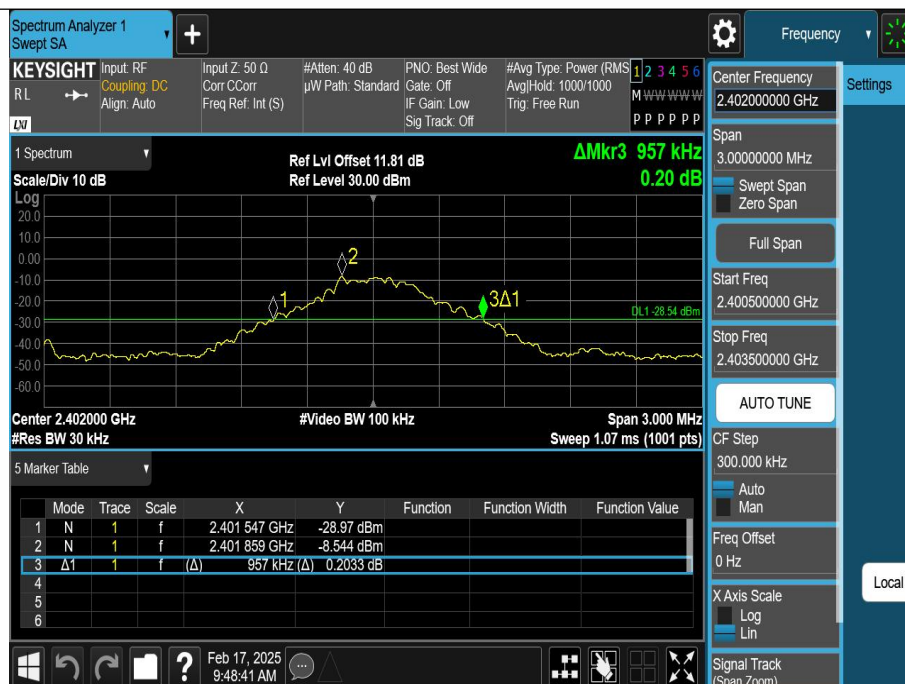 Spectrum Analyzer 1
Swept SA
Frequency
KEYSIGHT
RL
LXI
Input: RF
Coupling: DC
Align: Auto
Input Z: 50 Ω
Corr CCorr
Freq Ref: Int (S)
#Atten: 40 dB
µW Path: Standard
PNO: Best Wide
Gate: Off
IF Gain: Low
Sig Track: Off
#Avg Type: Power (RMS
Avg|Hold: 1000/1000
Trig: Free Run
1 2 3 4 5 6
M W W W W W
P P P P P P
1 Spectrum
Scale/Div 10 dB
Ref Lvl Offset 11.81 dB
Ref Level 30.00 dBm
ΔMkr3 957 kHz
0.20 dB
Log
20.0
10.0
0.00
-10.0
-20.0
-30.0
-40.0
-50.0
-60.0
2
1
3Δ1
DL1 -28.54 dBm
Center 2.402000 GHz
#Video BW 100 kHz
Span 3.000 MHz
#Res BW 30 kHz
Sweep 1.07 ms (1001 pts)
5 Marker Table
Mode Trace Scale X Y Function Function Width Function Value
1 N 1 f 2.401 547 GHz -28.97 dBm
2 N 1 f 2.401 859 GHz -8.544 dBm
3 Δ1 1 f (Δ) 957 kHz (Δ) 0.2033 dB
4
5
6
Feb 17, 2025
9:48:41 AM
?
Center Frequency
2.402000000 GHz
Span
3.00000000 MHz
Swept Span
Zero Span
Full Span
Start Freq
2.400500000 GHz
Stop Freq
2.403500000 GHz
AUTO TUNE
CF Step
300.000 kHz
Auto
Man
Freq Offset
0 Hz
X Axis Scale
Log
Lin
Signal Track
(Span Zoom)
Settings
Local